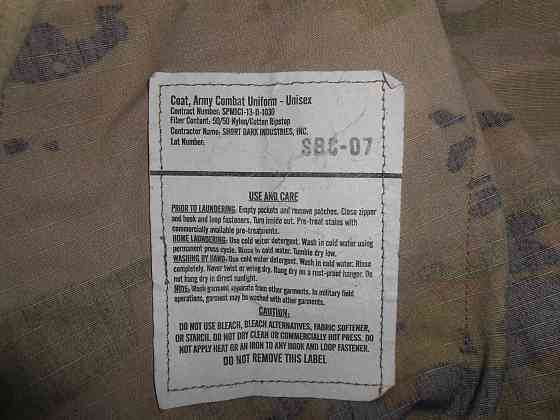 Coat, Army Combat Uniform - Unisex
Contract Number: SPM3C1-13-D-1030
Fiber Content: 50/50 Nylon/Cotton Ripstop
Contractor Name: SHORT BARK INDUSTRIES, INC.
Lot Number:
SBC-07
USE AND CARE
PRIOR TO LAUNDERING: Empty pockets and remove patches. Close zipper
and hook and loop fasteners. Turn inside out. Pre-treat stains with
commercially available pre-treatments.
HOME LAUNDERING: Use cold water detergent. Wash in cold water using
permanent press cycle. Rinse in cold water. Tumble dry low.
WASHING BY HAND: Use cold water detergent. Wash in cold water. Rinse
completely. Never twist or wring dry. Hang dry on a rust-proof hanger. Do
not hang dry in direct sunlight.
NOTE: Wash garment separate from other garments. In military field
operations, garment may be washed with other garments.
CAUTION:
DO NOT USE BLEACH, BLEACH ALTERNATIVES, FABRIC SOFTENER,
OR STARCH. DO NOT DRY CLEAN OR COMMERCIALLY HOT PRESS. DO
NOT APPLY HEAT OR AN IRON TO ANY HOOK AND LOOP FASTENER.
DO NOT REMOVE THIS LABEL